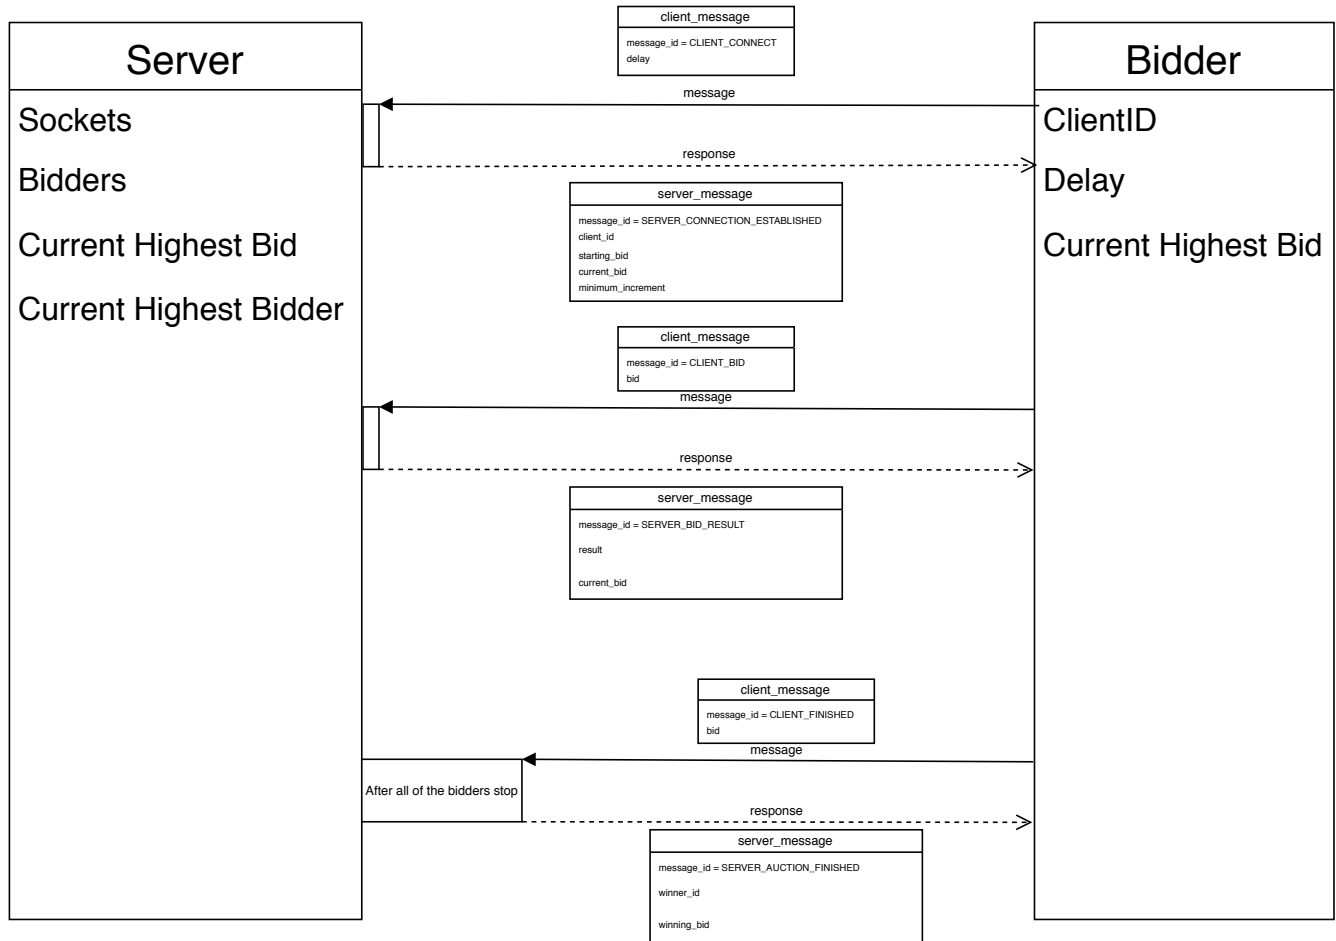 client_message
message_id = CLIENT_CONNECT
delay
Server
Bidder
message
Sockets
ClientID
response
Bidders
Delay
server_message
message_id = SERVER_CONNECTION_ESTABLISHED
client_id
Current Highest Bid
Current Highest Bid
starting_bid
current_bid
minimum_increment
Current Highest Bidder
client_message
message_id = CLIENT_BID
bid
message
response
server_message
message_id = SERVER_BID_RESULT
result
current_bid
client_message
message_id = CLIENT_FINISHED
bid
message
After all of the bidders stop
response
server_message
message_id = SERVER_AUCTION_FINISHED
winner_id
winning_bid